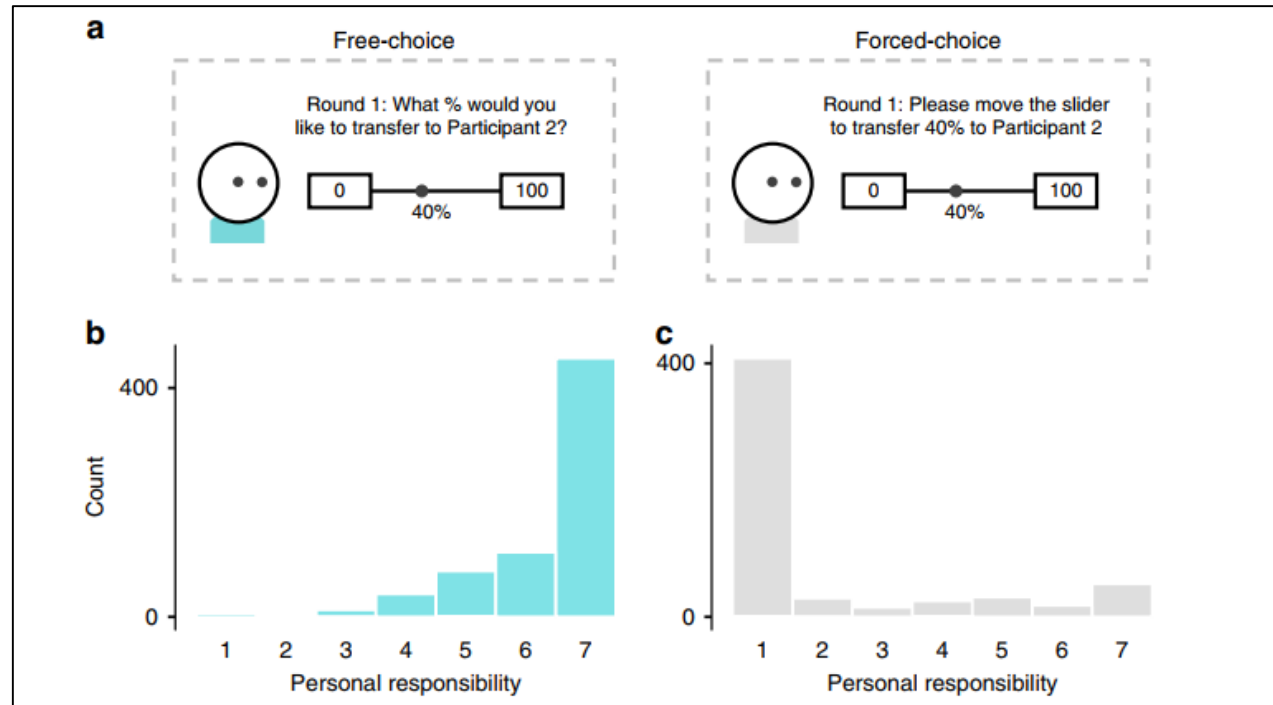 a
Free-choice
Forced-choice
Round 1: What % would you
like to transfer to Participant 2?
0
100
40%
Round 1: Please move the slider
to transfer 40% to Participant 2
0
100
40%
b
400
0
Count
1 2 3 4 5 6 7
Personal responsibility
c
400
0
1 2 3 4 5 6 7
Personal responsibility